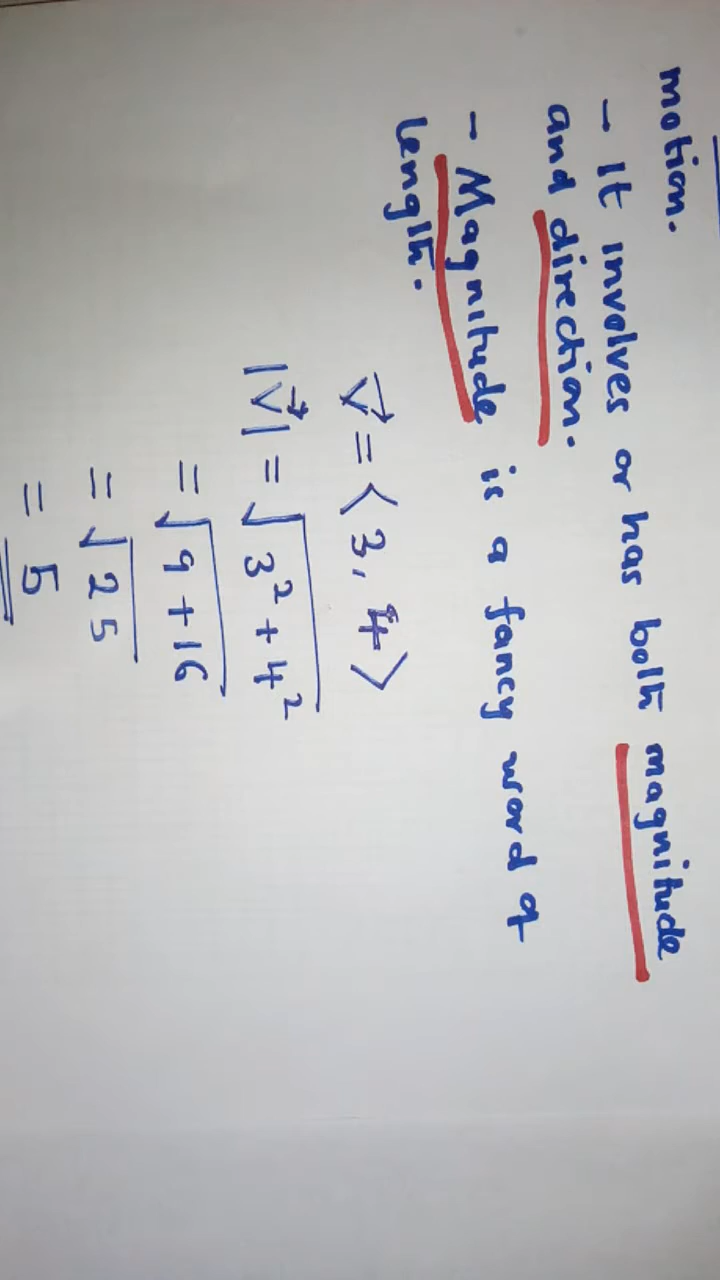 motion.
- It involves or has both magnitude
and direction.
- Magnitude is a fancy word of
length.
v⃗ = ⟨3, 4⟩
|v⃗| = √(3² + 4²)
= √(9 + 16)
= √25
= 5